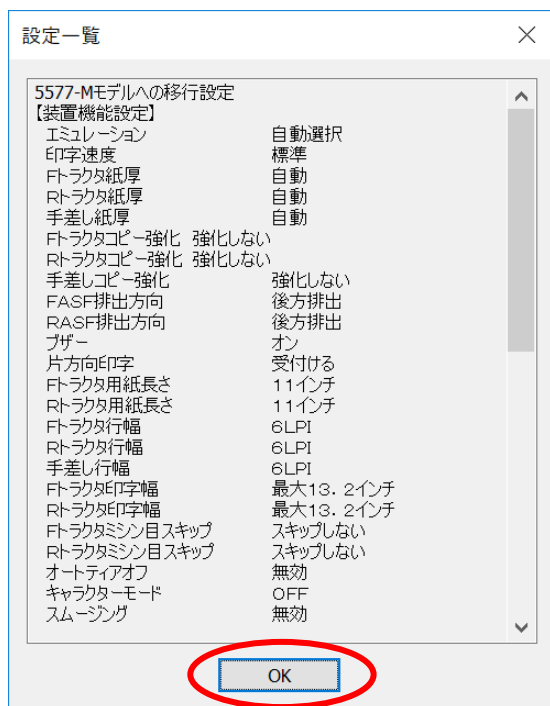 設定一覧
5577-Mモデルへの移行設定
【装置機能設定】
エミュレーション 自動選択
印字速度 標準
Fトラクタ紙厚 自動
Rトラクタ紙厚 自動
手差し紙厚 自動
Fトラクタコピー強化 強化しない
Rトラクタコピー強化 強化しない
手差しコピー強化 強化しない
FASF排出方向 後方排出
RASF排出方向 後方排出
ブザー オン
片方向印字 受付ける
Fトラクタ用紙長さ 11インチ
Rトラクタ用紙長さ 11インチ
Fトラクタ行幅 6LPI
Rトラクタ行幅 6LPI
手差し行幅 6LPI
Fトラクタ印字幅 最大13.2インチ
Rトラクタ印字幅 最大13.2インチ
Fトラクタミシン目スキップ スキップしない
Rトラクタミシン目スキップ スキップしない
オートティアオフ 無効
キャラクターモード OFF
スムージング 無効
OK